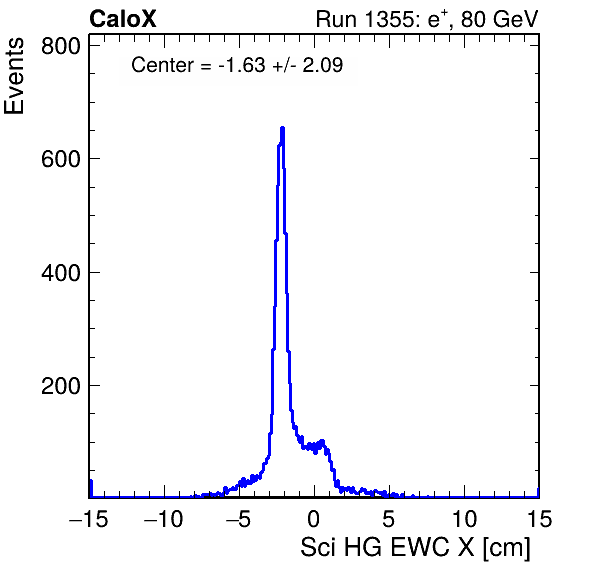 CaloX Run 1355: e⁺, 80 GeV
Events
800
Center = -1.63 +/- 2.09
600
400
200
−15 −10 −5 0 5 10 15
Sci HG EWC X [cm]